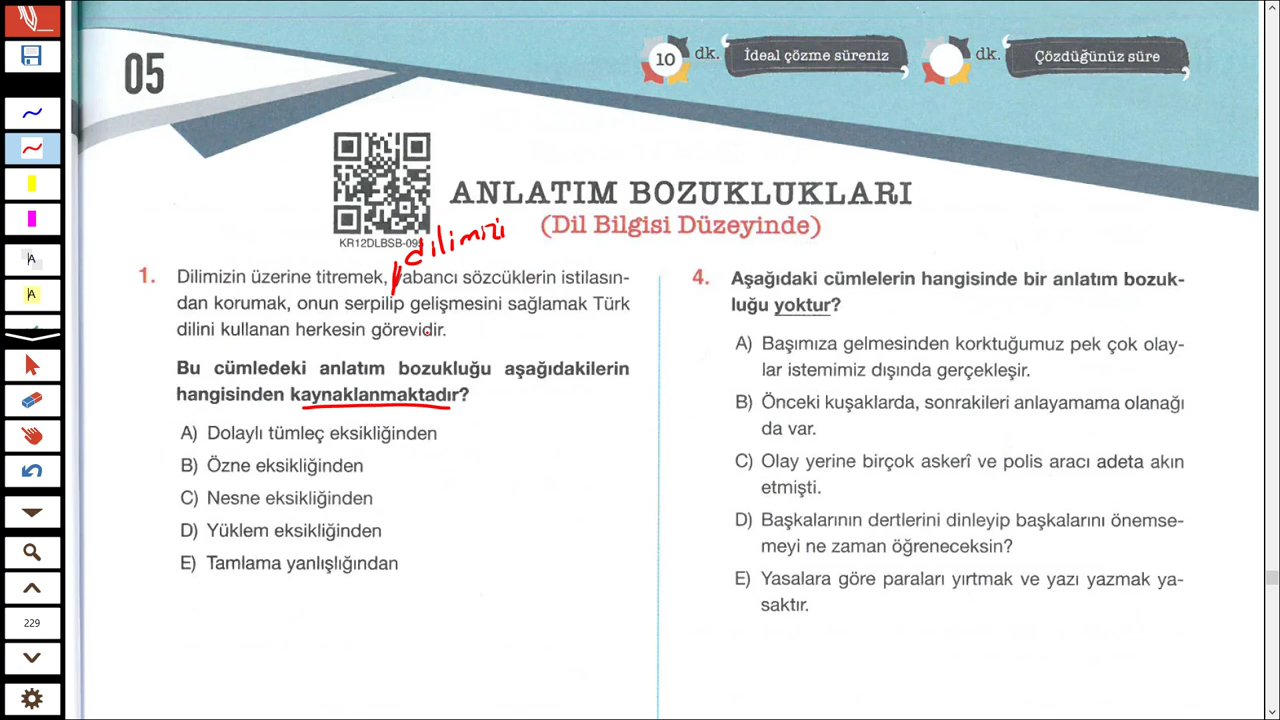 05
10 dk. İdeal çözme süreniz
dk. Çözdüğünüz süre
ANLATIM BOZUKLUKLARI
(Dil Bilgisi Düzeyinde)
dilimizi
1. Dilimizin üzerine titremek, yabancı sözcüklerin istilasın-
dan korumak, onun serpilip gelişmesini sağlamak Türk
dilini kullanan herkesin görevidir.
Bu cümledeki anlatım bozukluğu aşağıdakilerin
hangisinden kaynaklanmaktadır?
A) Dolaylı tümleç eksikliğinden
B) Özne eksikliğinden
C) Nesne eksikliğinden
D) Yüklem eksikliğinden
E) Tamlama yanlışlığından
4. Aşağıdaki cümlelerin hangisinde bir anlatım bozuk-
luğu yoktur?
A) Başımıza gelmesinden korktuğumuz pek çok olay-
lar istemimiz dışında gerçekleşir.
B) Önceki kuşaklarda, sonrakileri anlayamama olanağı
da var.
C) Olay yerine birçok askerî ve polis aracı adeta akın
etmişti.
D) Başkalarının dertlerini dinleyip başkalarını önemse-
meyi ne zaman öğreneceksin?
E) Yasalara göre paraları yırtmak ve yazı yazmak ya-
saktır.
A
A
229